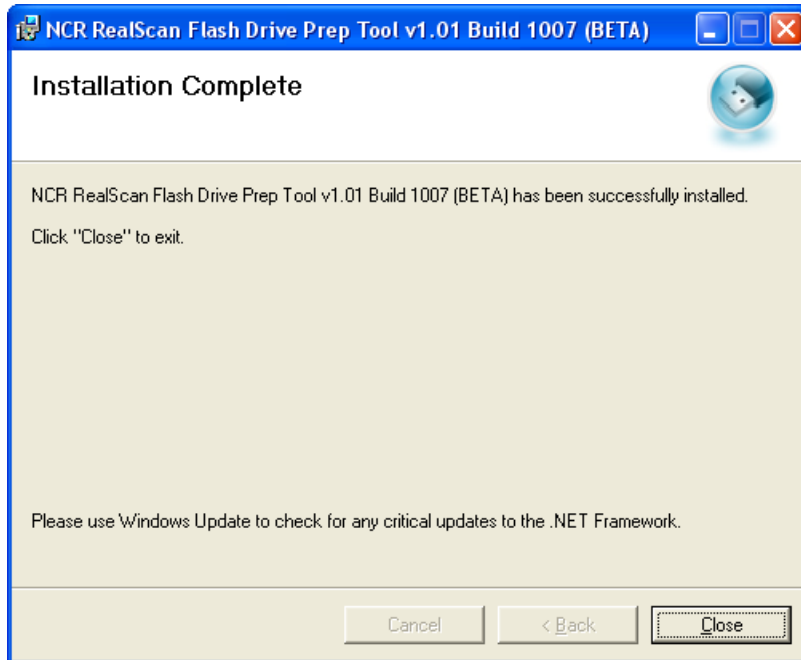 NCR RealScan Flash Drive Prep Tool v1.01 Build 1007 (BETA)
Installation Complete
NCR RealScan Flash Drive Prep Tool v1.01 Build 1007 (BETA) has been successfully installed.
Click "Close" to exit.
Please use Windows Update to check for any critical updates to the .NET Framework.
Cancel
< Back
Close